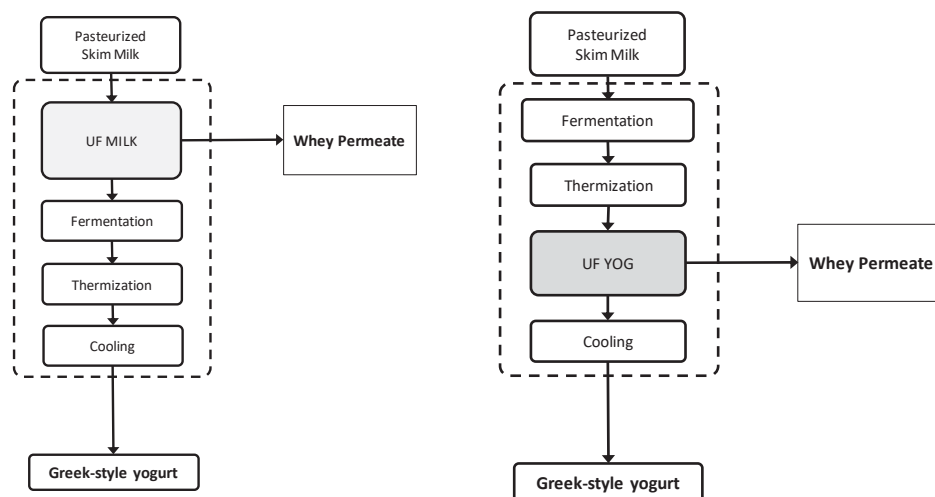 Pasteurized
Skim Milk
UF MILK
Whey Permeate
Fermentation
Thermization
Cooling
Greek-style yogurt
Pasteurized
Skim Milk
Fermentation
Thermization
UF YOG
Whey Permeate
Cooling
Greek-style yogurt